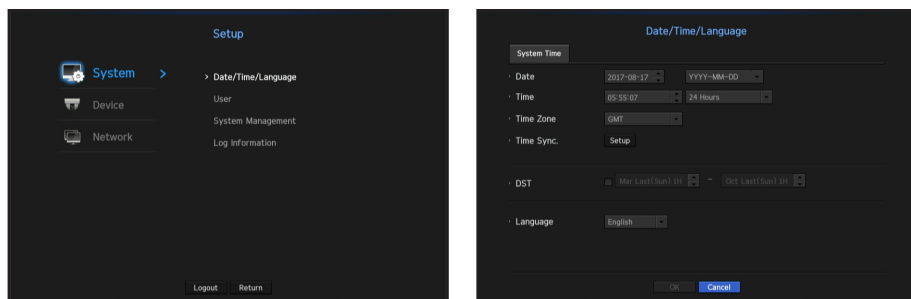 Setup
System >
> Date/Time/Language
Device
User
System Management
Network
Log Information
Logout Return
Date/Time/Language
System Time
· Date 2017-08-17 YYYY-MM-DD
· Time 05:55:07 24 Hours
· Time Zone GMT
· Time Sync. Setup
· DST Mar Last(Sun) 1H ~ Oct Last(Sun) 1H
· Language English
OK Cancel